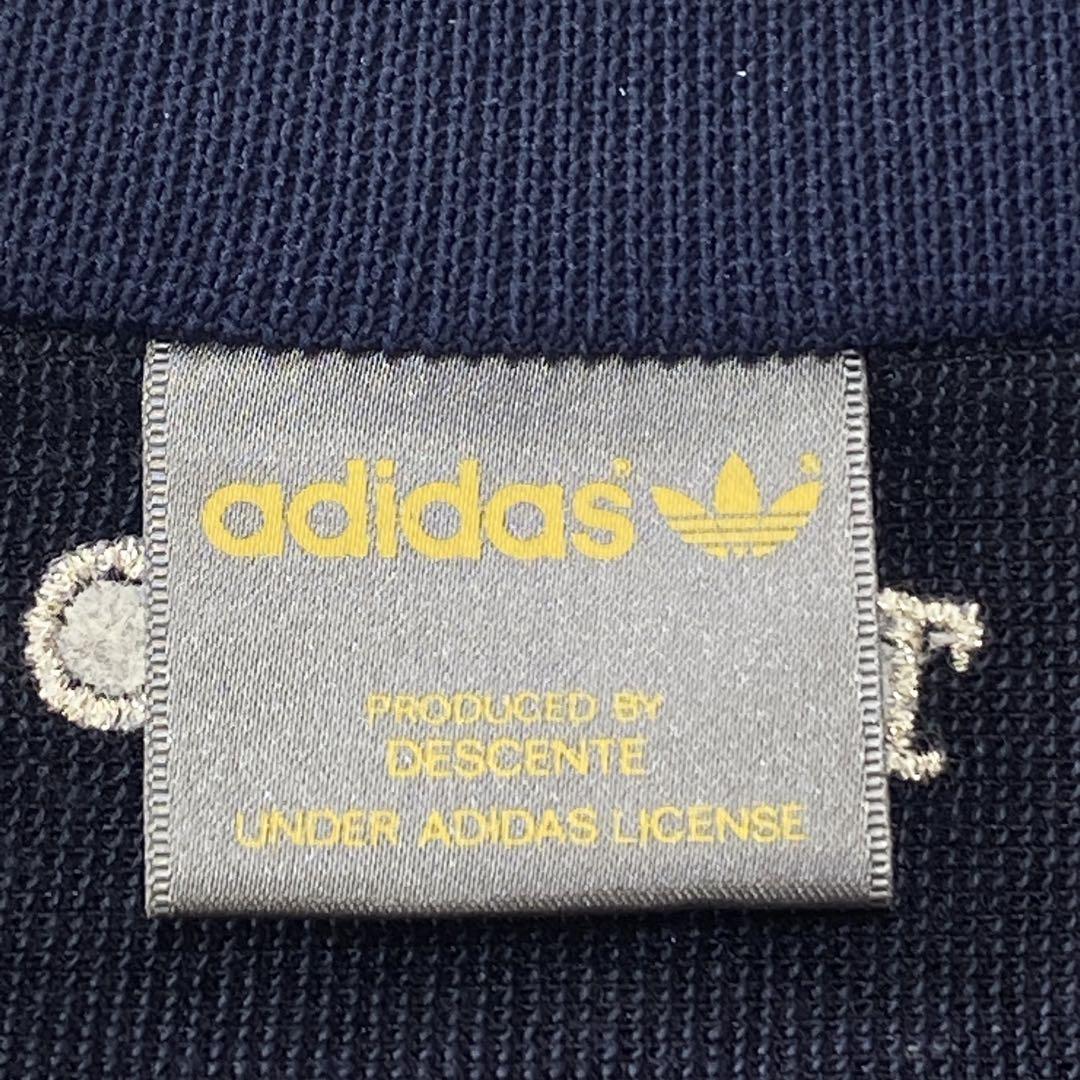 adidas
PRODUCED BY
DESCENTE
UNDER ADIDAS LICENSE